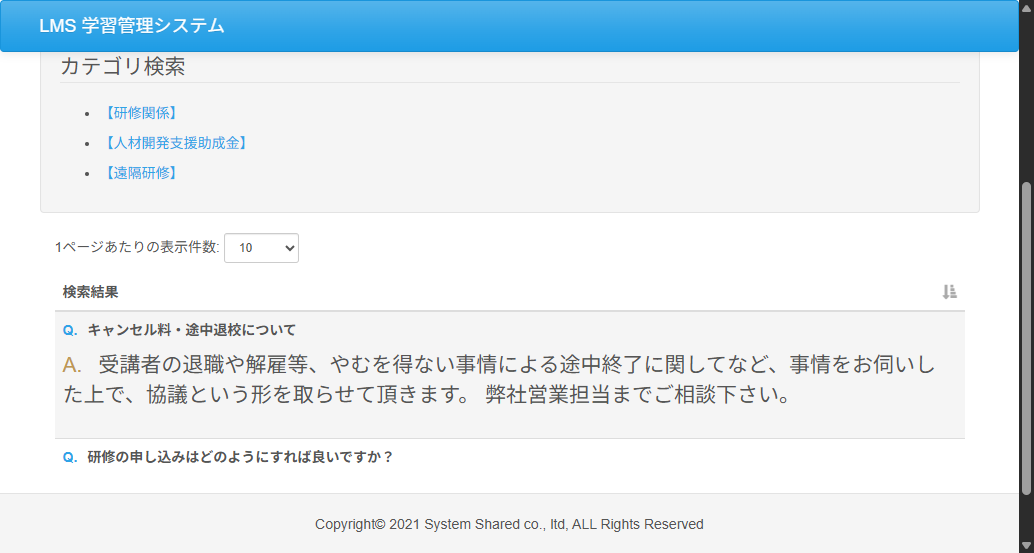 LMS 学習管理システム
カテゴリ検索
【研修関係】
【人材開発支援助成金】
【遠隔研修】
1ページあたりの表示件数: 10
検索結果
Q. キャンセル料・途中退校について
A. 受講者の退職や解雇等、やむを得ない事情による途中終了に関してなど、事情をお伺いし
た上で、協議という形を取らせて頂きます。 弊社営業担当までご相談下さい。
Q. 研修の申し込みはどのようにすれば良いですか？
Copyright© 2021 System Shared co., ltd, ALL Rights Reserved